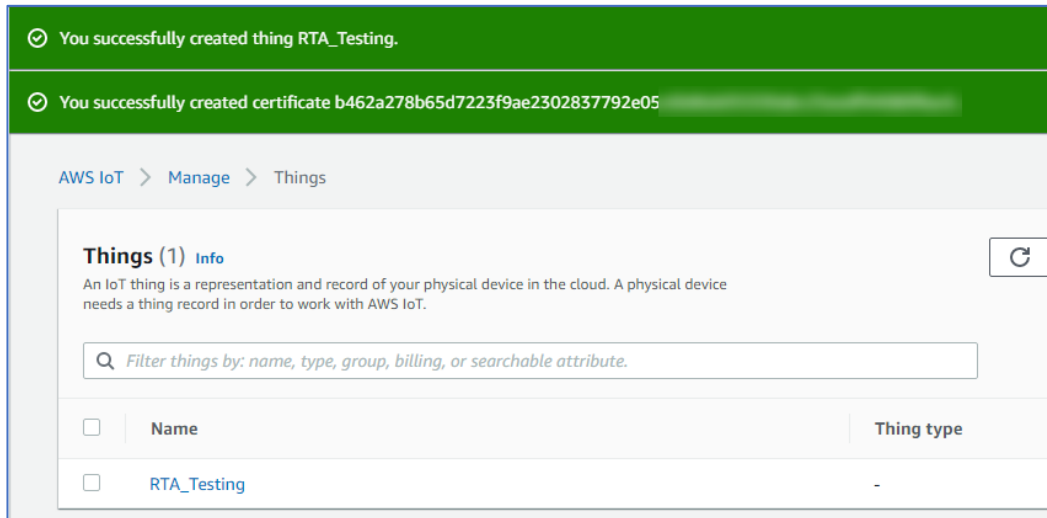 You successfully created thing RTA_Testing.
You successfully created certificate b462a278b65d7223f9ae2302837792e05
AWS IoT > Manage > Things
Things (1) Info
An IoT thing is a representation and record of your physical device in the cloud. A physical device
needs a thing record in order to work with AWS IoT.
Filter things by: name, type, group, billing, or searchable attribute.
Name Thing type
RTA_Testing -